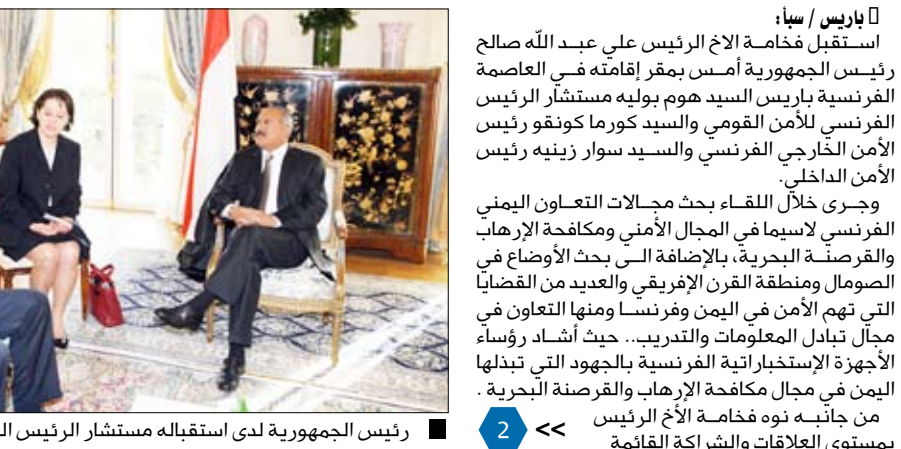 باريس / سبأ:
استقبل فخامة الاخ الرئيس علي عبد الله صالح
رئيس الجمهورية أمس بمقر إقامته في العاصمة
الفرنسية باريس السيد هوم بوليه مستشار الرئيس
الفرنسي للأمن القومي والسيد كورما كونقو رئيس
الأمن الخارجي الفرنسي والسيد سوار زينيه رئيس
الأمن الداخلي.
وجرى خلال اللقاء بحث مجالات التعاون اليمني
الفرنسي لاسيما في المجال الأمني ومكافحة الإرهاب
والقرصنة البحرية، بالإضافة الى بحث الأوضاع في
الصومال ومنطقة القرن الإفريقي والعديد من القضايا
التي تهم الأمن في اليمن وفرنسا ومنها التعاون في
مجال تبادل المعلومات والتدريب.. حيث أشاد رؤساء
الأجهزة الإستخباراتية الفرنسية بالجهود التي تبذلها
اليمن في مجال مكافحة الإرهاب والقرصنة البحرية .
من جانبه نوه فخامة الأخ الرئيس
بمستوى العلاقات والشراكة القائمة
>> 2
رئيس الجمهورية لدى استقباله مستشار الرئيس